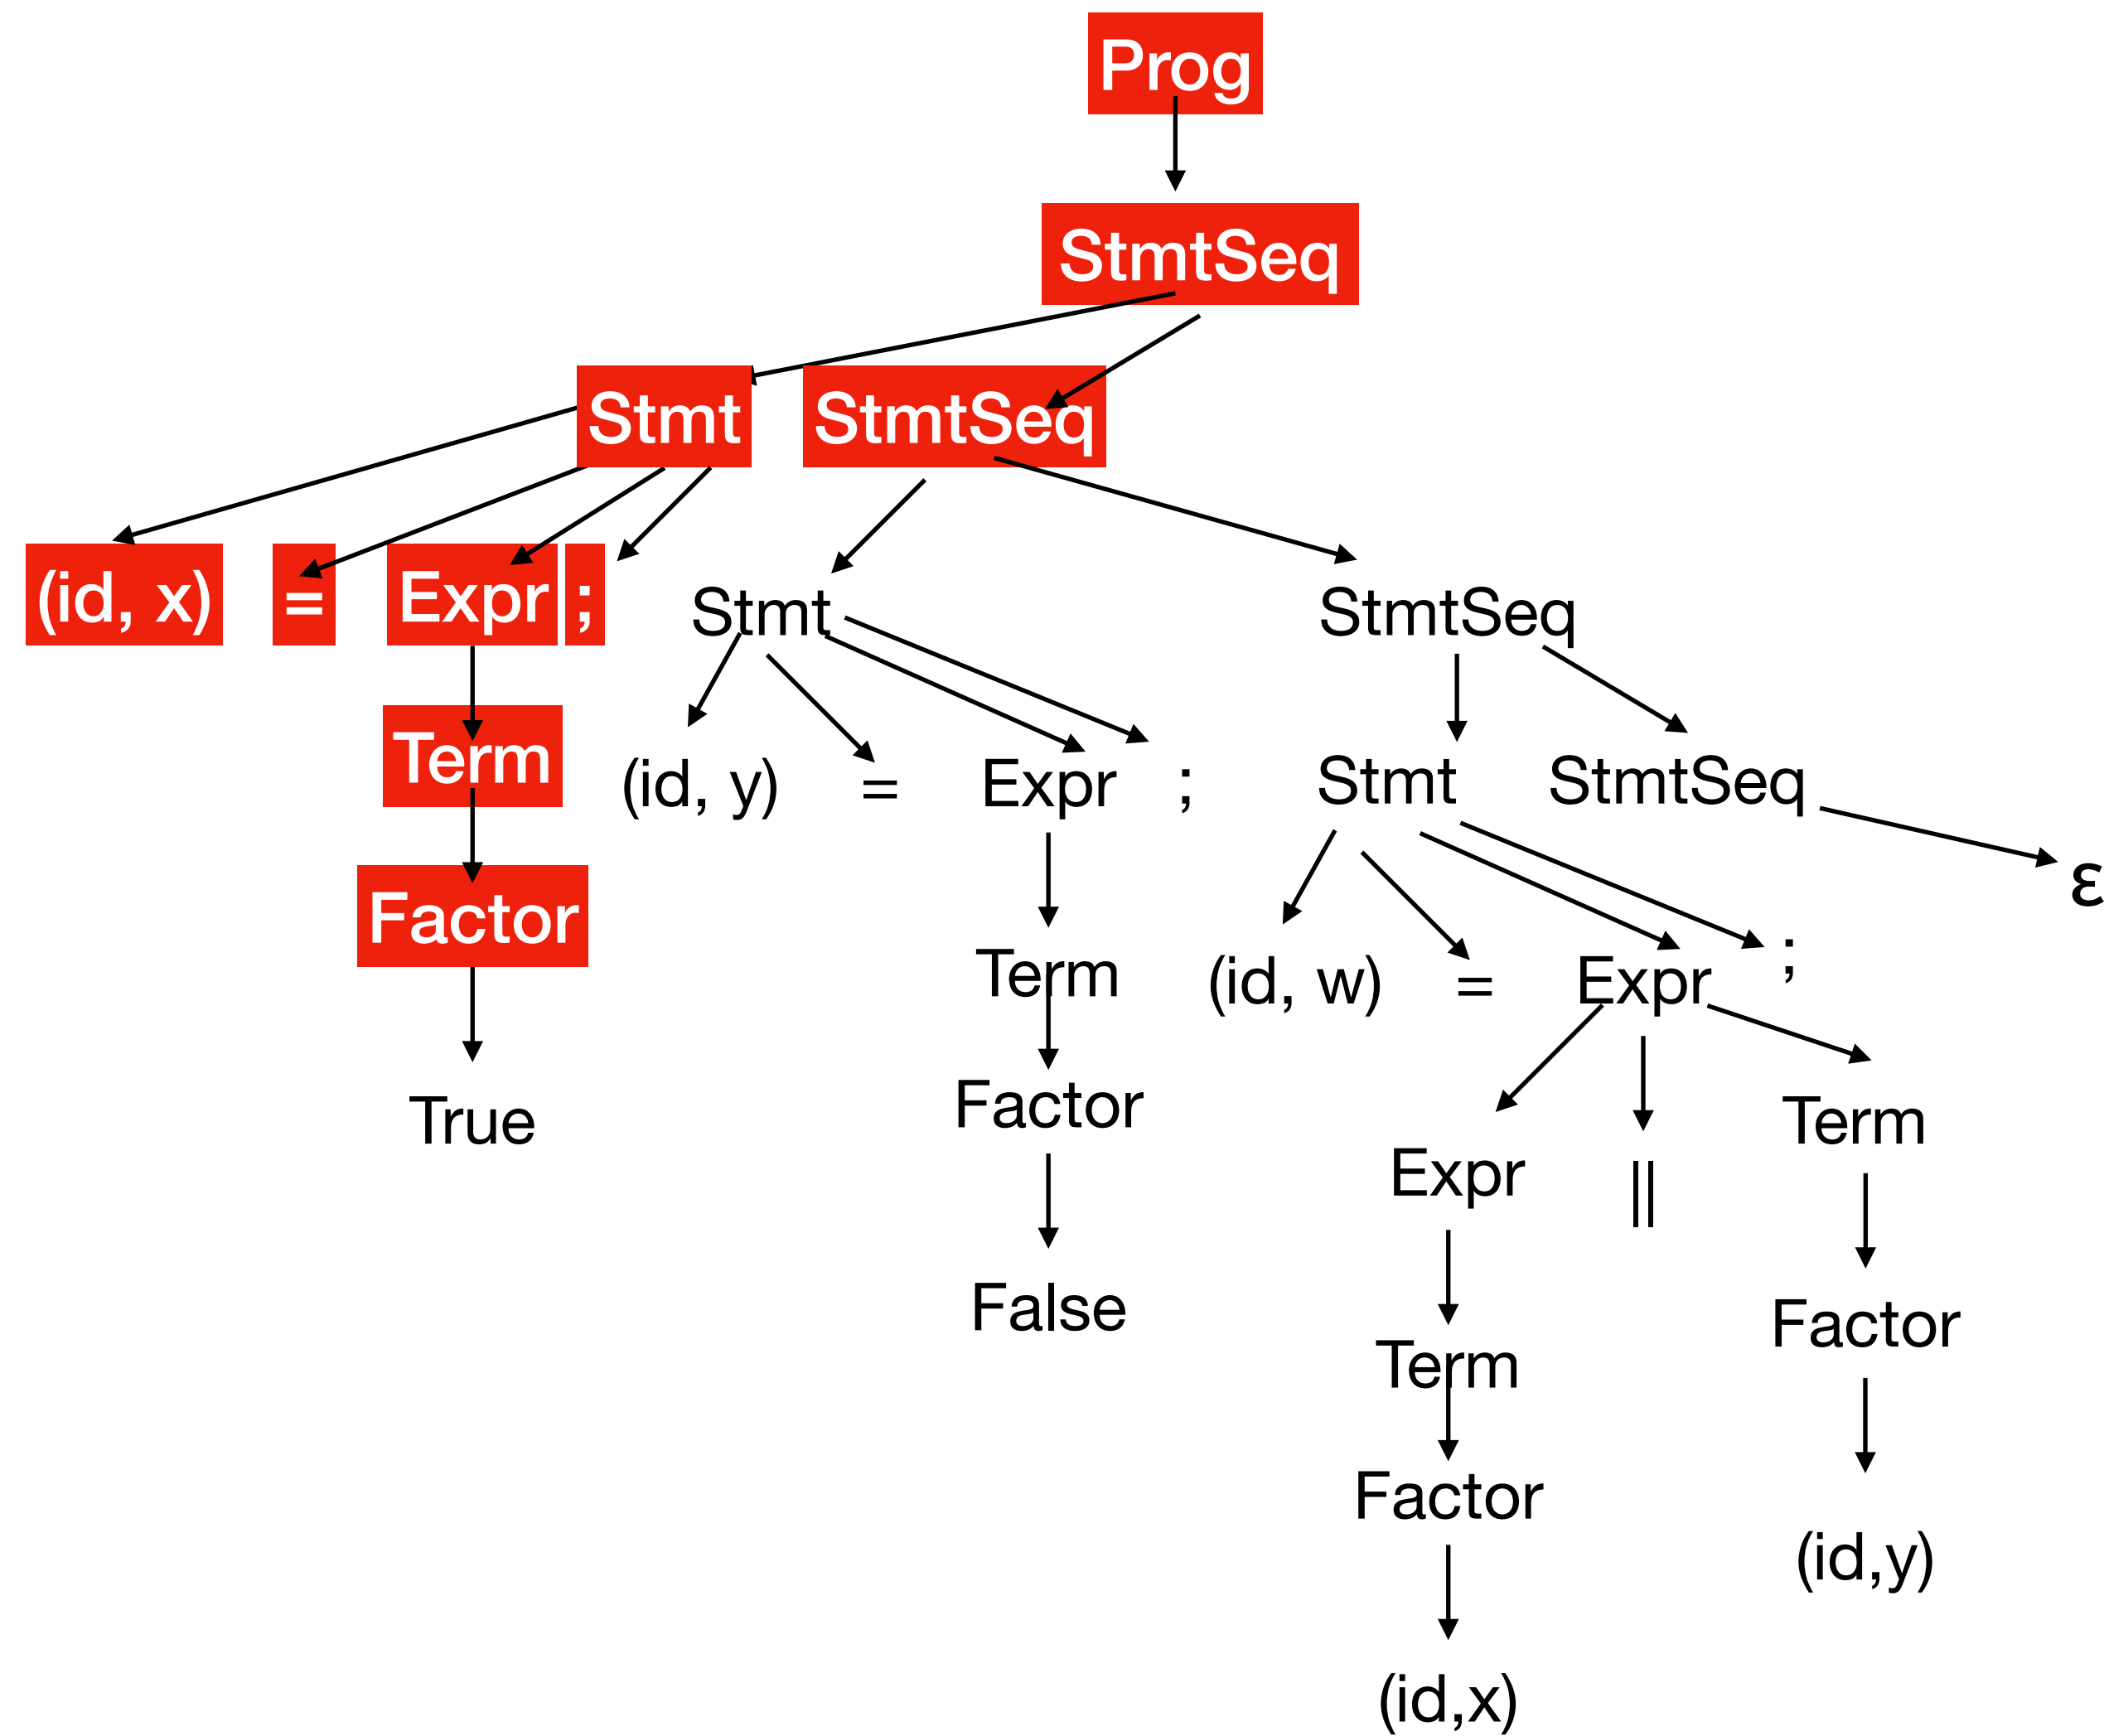 Prog
StmtSeq
Stmt StmtSeq
(id, x) = Expr ; Stmt StmtSeq
Term (id, y) = Expr ; Stmt StmtSeq
Factor ε
Term (id, w) = Expr ;
True Factor Term
Expr ||
False Factor
Term
Factor (id,y)
(id,x)